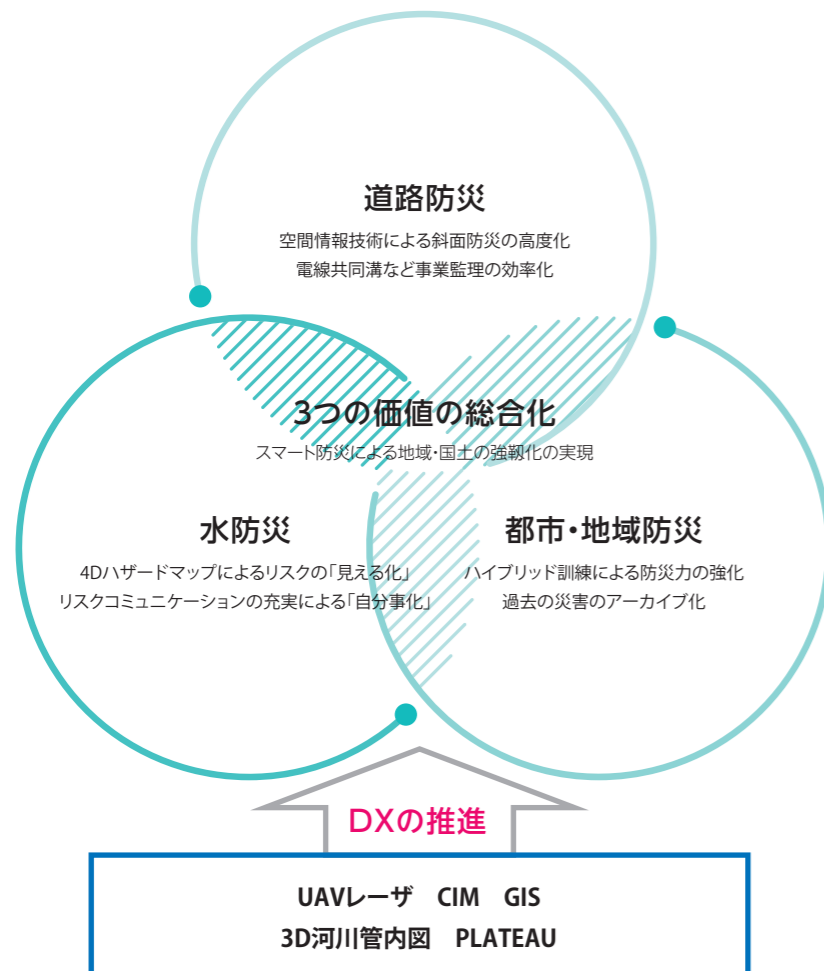 道路防災
空間情報技術による斜面防災の高度化
電線共同溝など事業監理の効率化
3つの価値の総合化
スマート防災による地域・国土の強靱化の実現
水防災
4Dハザードマップによるリスクの「見える化」
リスクコミュニケーションの充実による「自分事化」
都市・地域防災
ハイブリッド訓練による防災力の強化
過去の災害のアーカイブ化
DXの推進
UAVレーザ CIM GIS
3D河川管内図 PLATEAU